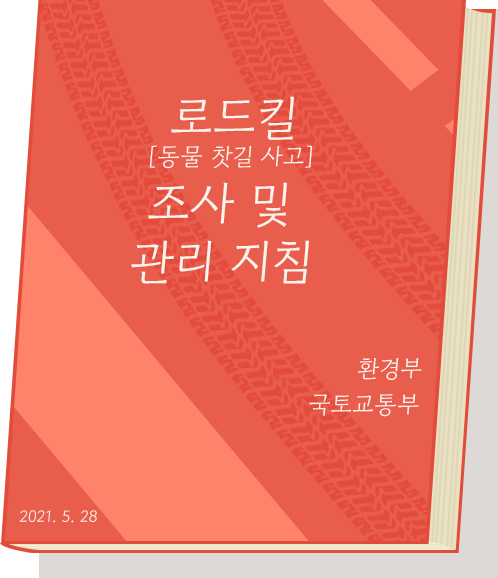 로드킬
[동물 찻길 사고]
조사 및
관리 지침
환경부
국토교통부
2021. 5. 28